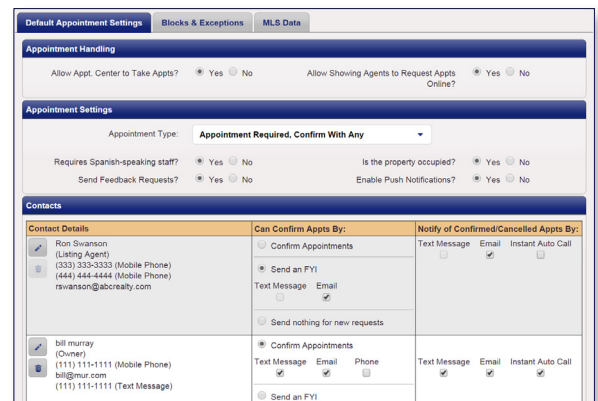 Default Appointment Settings
Blocks & Exceptions
MLS Data
Appointment Handling
Allow Appt. Center to Take Appts? Yes No
Allow Showing Agents to Request Appts Online? Yes No
Appointment Settings
Appointment Type: Appointment Required, Confirm With Any
Requires Spanish-speaking staff? Yes No
Is the property occupied? Yes No
Send Feedback Requests? Yes No
Enable Push Notifications? Yes No
Contacts
Contact Details
Can Confirm Appts By:
Notify of Confirmed/Cancelled Appts By:
Ron Swanson
(Listing Agent)
(333) 333-3333 (Mobile Phone)
(444) 444-4444 (Mobile Phone)
rswanson@abcrealty.com
Confirm Appointments
Send an FYI
Text Message Email
Send nothing for new requests
Text Message Email Instant Auto Call
bill murray
(Owner)
(111) 111-1111 (Mobile Phone)
bill@mur.com
(111) 111-1111 (Text Message)
Confirm Appointments
Text Message Email Phone
Send an FYI
Text Message Email Instant Auto Call